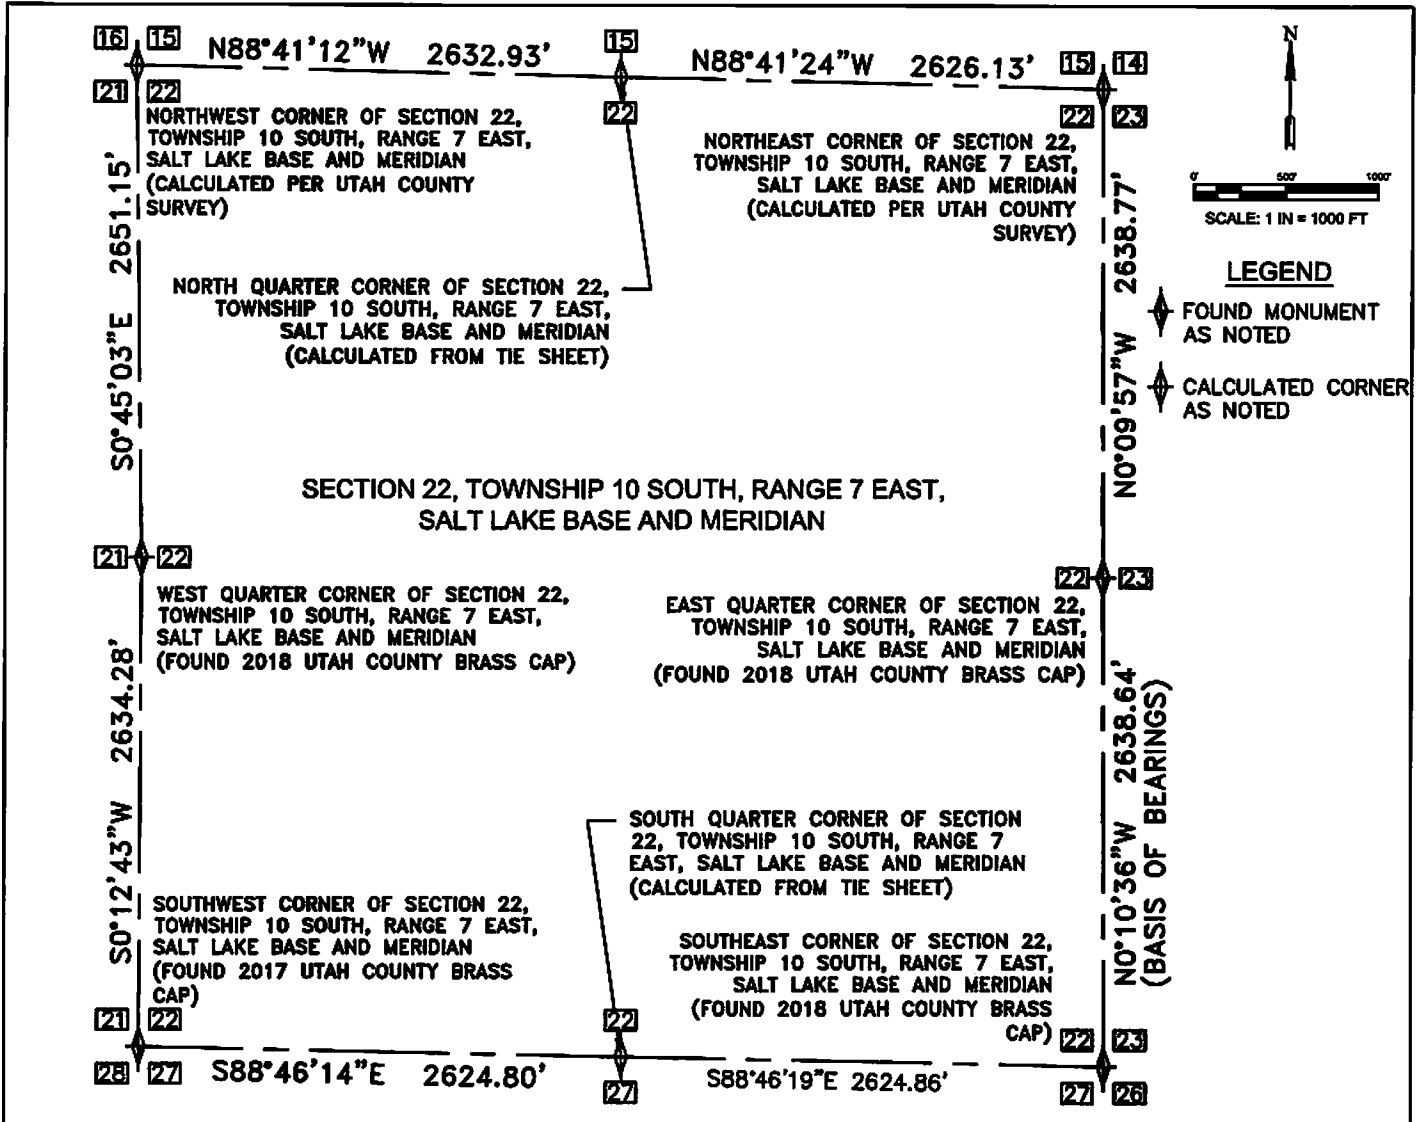 16 15
N88°41'12"W 2632.93'
15
N88°41'24"W 2626.13'
15 14
21 22
22
22 23
NORTHWEST CORNER OF SECTION 22,
TOWNSHIP 10 SOUTH, RANGE 7 EAST,
SALT LAKE BASE AND MERIDIAN
(CALCULATED PER UTAH COUNTY
SURVEY)
NORTHEAST CORNER OF SECTION 22,
TOWNSHIP 10 SOUTH, RANGE 7 EAST,
SALT LAKE BASE AND MERIDIAN
(CALCULATED PER UTAH COUNTY
SURVEY)
N
0' 500' 1000'
SCALE: 1 IN = 1000 FT
LEGEND
FOUND MONUMENT
AS NOTED
CALCULATED CORNER
AS NOTED
S0°45'03"E 2651.15'
NORTH QUARTER CORNER OF SECTION 22,
TOWNSHIP 10 SOUTH, RANGE 7 EAST,
SALT LAKE BASE AND MERIDIAN
(CALCULATED FROM TIE SHEET)
N0°09'57"W 2638.77'
SECTION 22, TOWNSHIP 10 SOUTH, RANGE 7 EAST,
SALT LAKE BASE AND MERIDIAN
21 22
22 23
WEST QUARTER CORNER OF SECTION 22,
TOWNSHIP 10 SOUTH, RANGE 7 EAST,
SALT LAKE BASE AND MERIDIAN
(FOUND 2018 UTAH COUNTY BRASS CAP)
EAST QUARTER CORNER OF SECTION 22,
TOWNSHIP 10 SOUTH, RANGE 7 EAST,
SALT LAKE BASE AND MERIDIAN
(FOUND 2018 UTAH COUNTY BRASS CAP)
S0°12'43"W 2634.28'
N0°10'36"W 2638.64'
(BASIS OF BEARINGS)
SOUTH QUARTER CORNER OF SECTION
22, TOWNSHIP 10 SOUTH, RANGE 7
EAST, SALT LAKE BASE AND MERIDIAN
(CALCULATED FROM TIE SHEET)
SOUTHWEST CORNER OF SECTION 22,
TOWNSHIP 10 SOUTH, RANGE 7 EAST,
SALT LAKE BASE AND MERIDIAN
(FOUND 2017 UTAH COUNTY BRASS
CAP)
SOUTHEAST CORNER OF SECTION 22,
TOWNSHIP 10 SOUTH, RANGE 7 EAST,
SALT LAKE BASE AND MERIDIAN
(FOUND 2018 UTAH COUNTY BRASS
CAP)
21 22
22
22 23
28 27
S88°46'14"E 2624.80'
27
S88°46'19"E 2624.86'
27 26